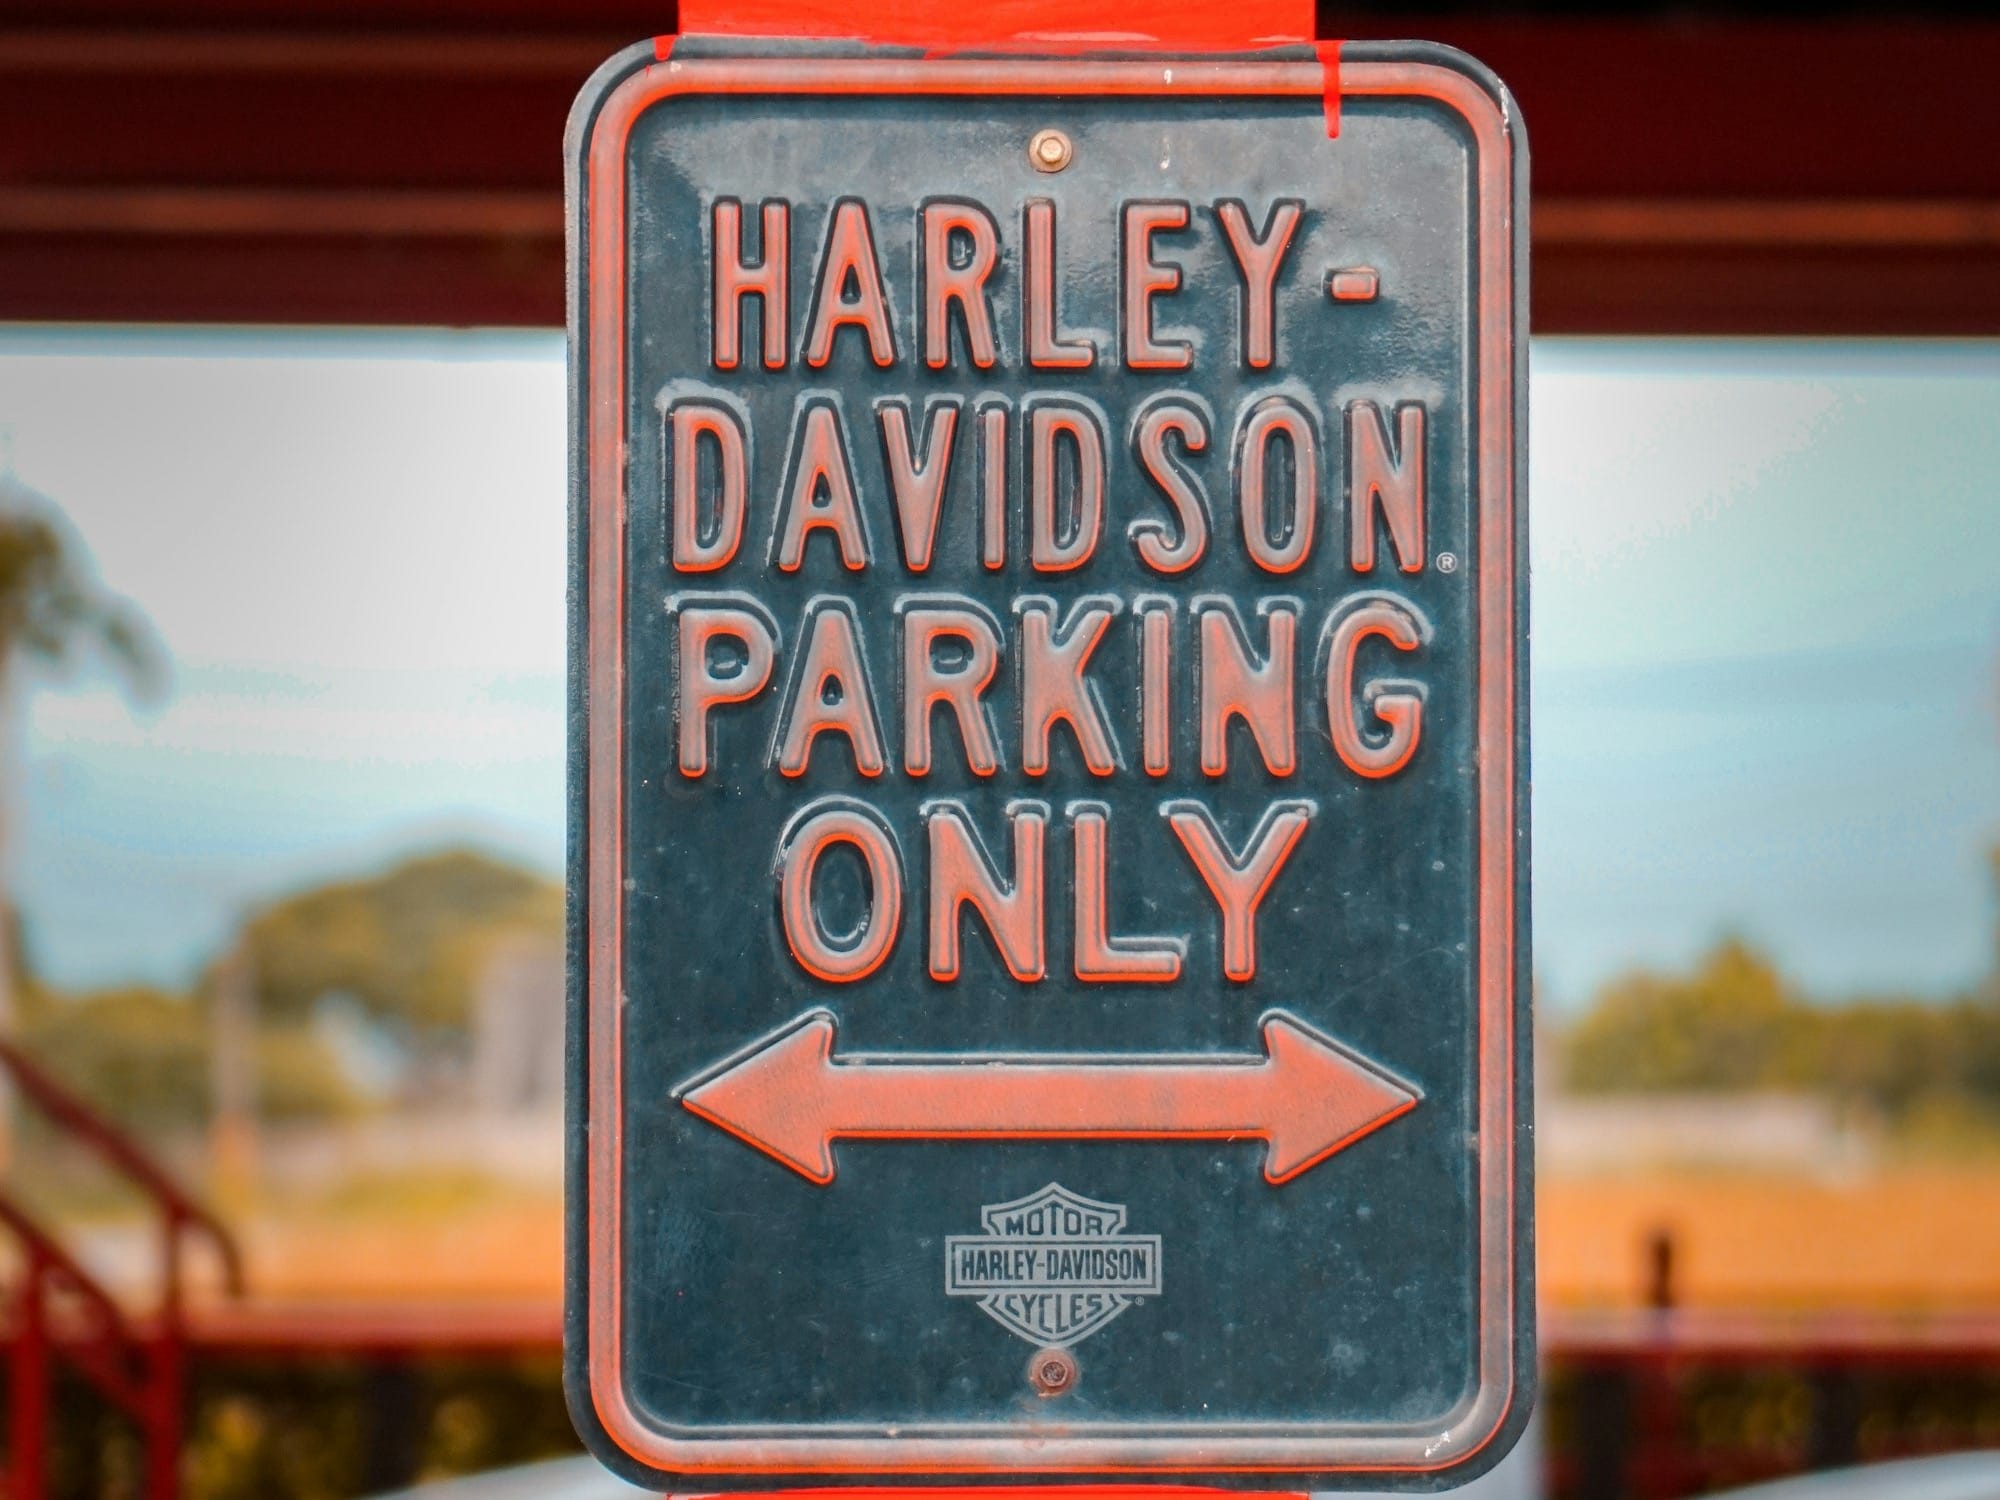 HARLEY-
DAVIDSON®
PARKING
ONLY
MOTOR
HARLEY-DAVIDSON
CYCLES®